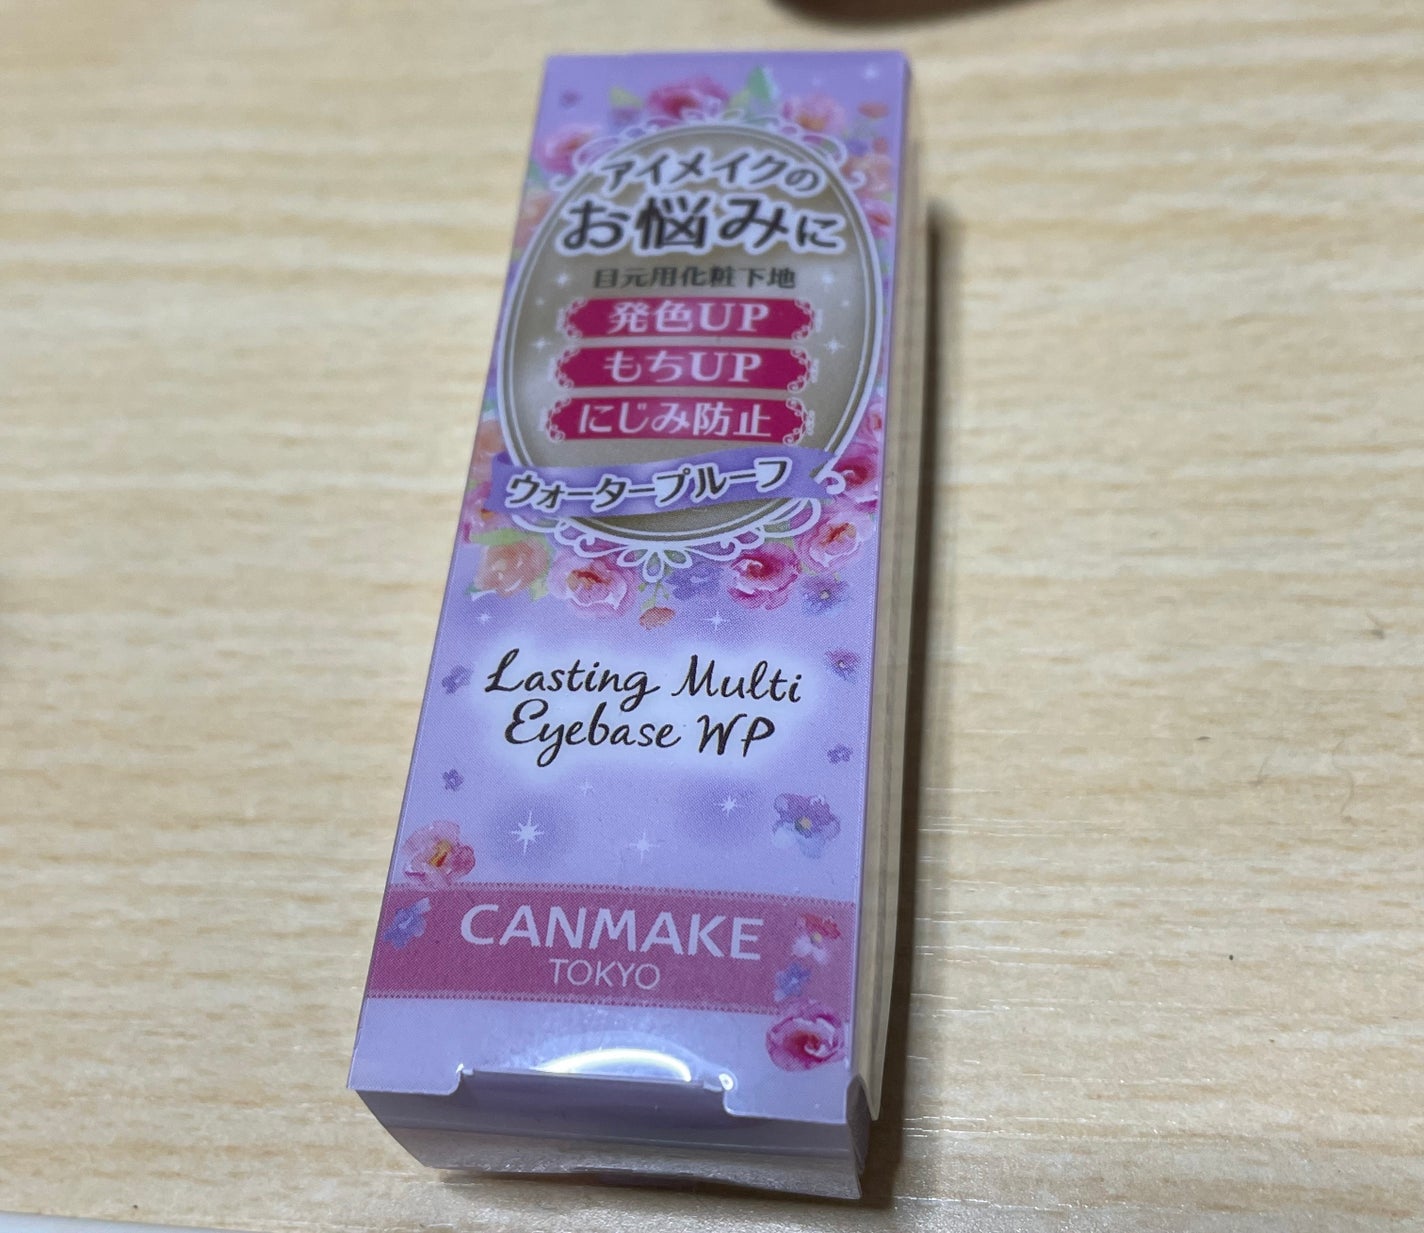 アイメイクの
お悩みに
目元用化粧下地
発色UP
もちUP
にじみ防止
ウォータープルーフ
Lasting Multi
Eyebase WP
CANMAKE
TOKYO